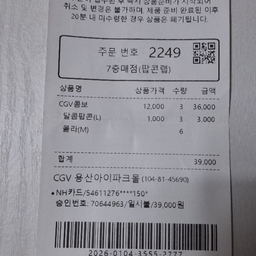 취소 및 변경은 불가하며 제품 준비 완료된 이후
20분 내 미수령한 경우 상품은 폐기됩니다.
주문 번호 2249
7층매점(팝콘랩)
상품명 상품가격 수량 금액
CGV콤보 12,000 3 36,000
달콤팝콘(L) 1,000 3 3,000
콜라(M) 6
합계 39,000
CGV 용산아이파크몰 (104-81-45690)
NH카드/54611276****150*
승인번호: 70644963/일시불/39,000원
2026-0104-3555-2777